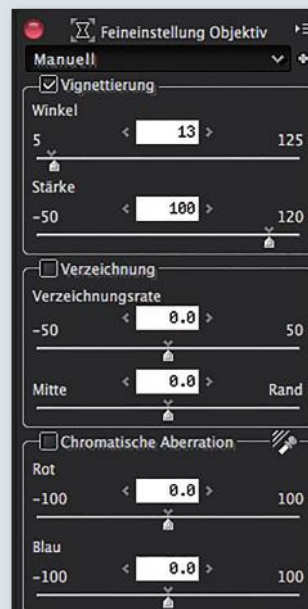 Feineinstellung Objektiv
Manuell
Vignettierung
Winkel
5 13 125
Stärke
-50 100 120
Verzeichnung
Verzeichnungsrate
-50 0.0 50
Mitte 0.0 Rand
Chromatische Aberration
Rot
-100 0.0 100
Blau
-100 0.0 100